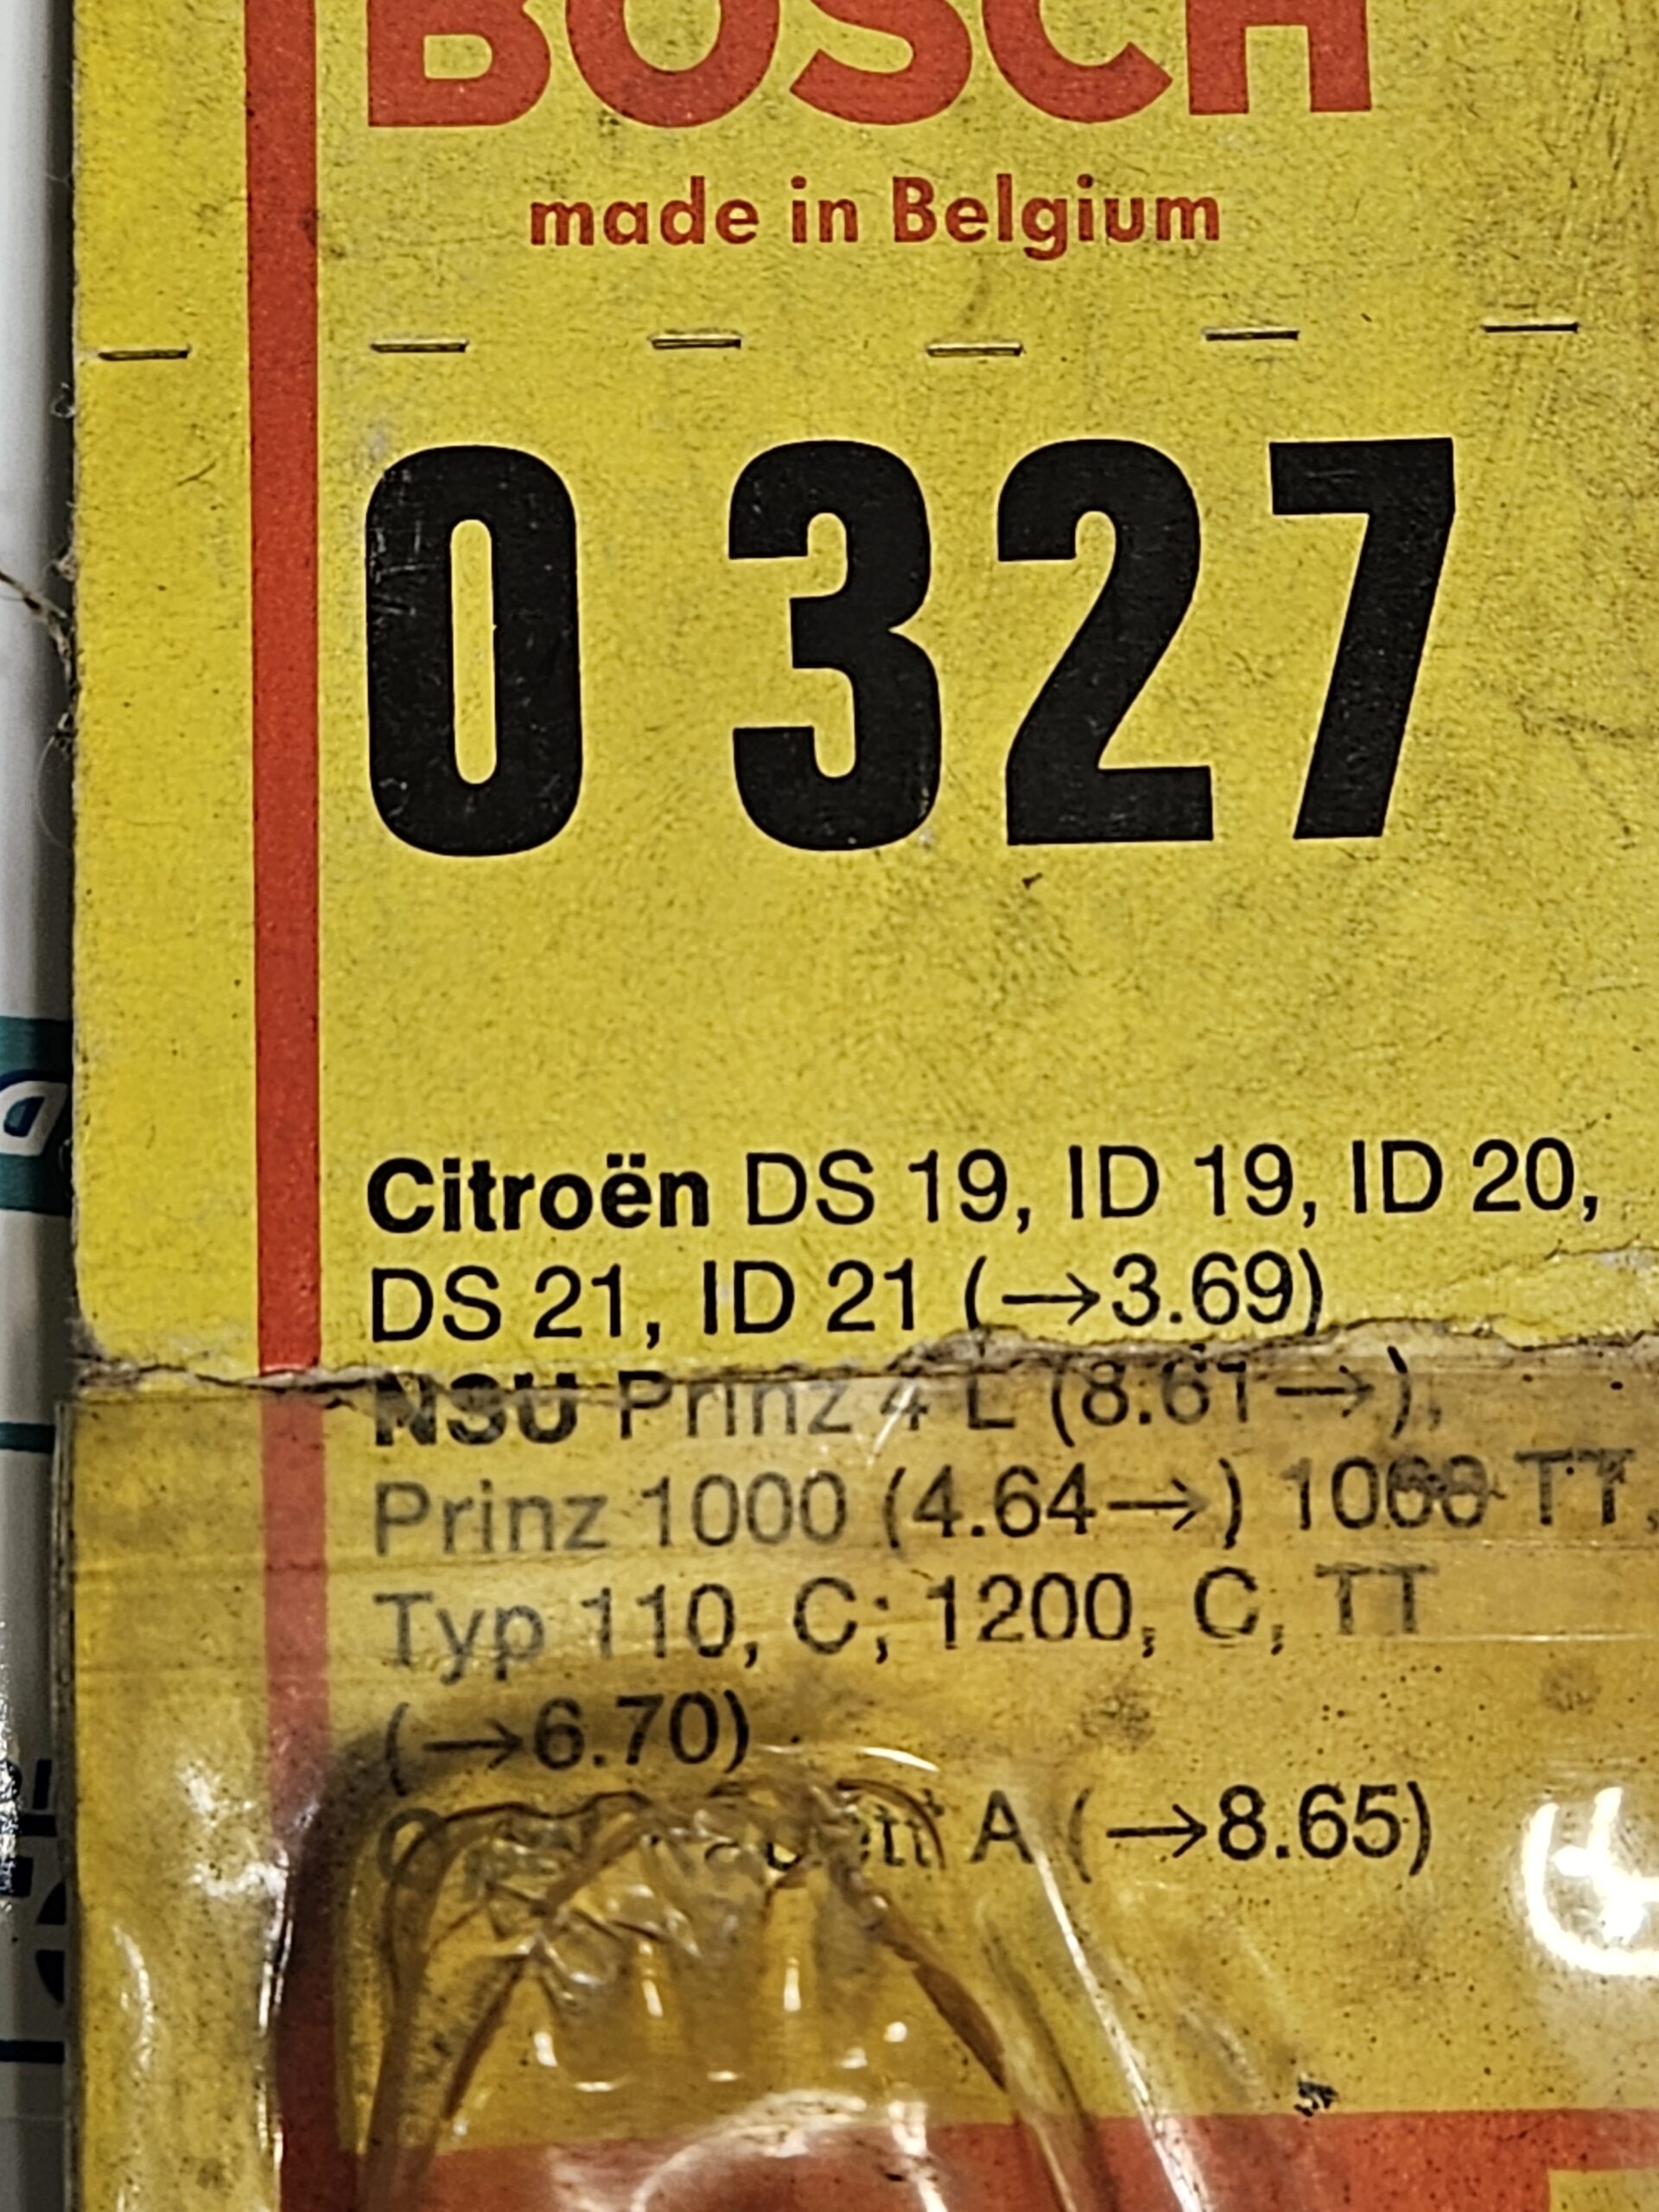 BOSCH
made in Belgium
0 327
Citroën DS 19, ID 19, ID 20,
DS 21, ID 21 (→3.69)
NSU Prinz 4 L (8.61→),
Prinz 1000 (4.64→) 1000 TT,
Typ 110, C; 1200, C, TT
(→6.70)
A (→8.65)